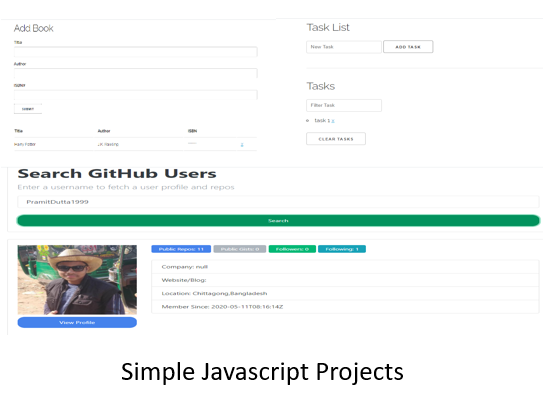 Add Book
Title
Author
SUBMIT
Title Author ISBN
Harry Potter
x
Task List
New Task ADD TASK
Tasks
Filter Task
task 1 x
CLEAR TASKS
Search GitHub Users
Enter a username to fetch a user profile and repos
PramitDutta1999
Search
Public Repos: 11 Public Gists: 0 Followers: 0 Following: 1
Company: null
Website/Blog:
Location: Chittagong,Bangladesh
Member Since: 2020-05-11T08:16:14Z
View Profile
Simple Javascript Projects